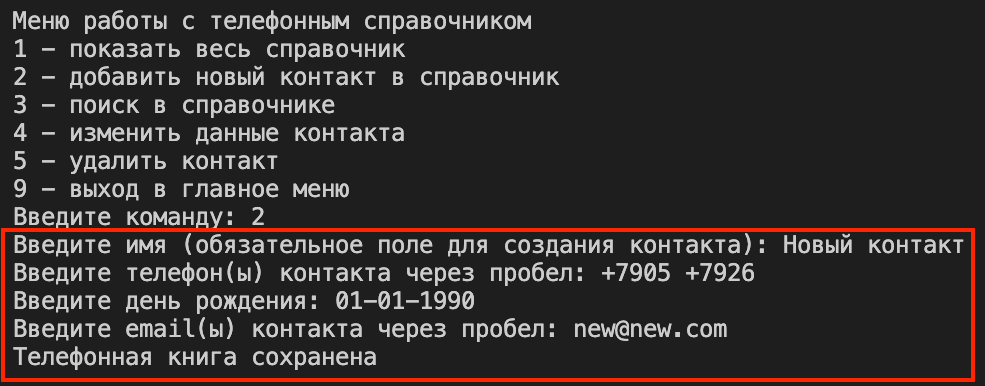 Меню работы с телефонным справочником
1 – показать весь справочник
2 – добавить новый контакт в справочник
3 – поиск в справочнике
4 – изменить данные контакта
5 – удалить контакт
9 – выход в главное меню
Введите команду: 2
Введите имя (обязательное поле для создания контакта): Новый контакт
Введите телефон(ы) контакта через пробел: +7905 +7926
Введите день рождения: 01-01-1990
Введите email(ы) контакта через пробел: new@new.com
Телефонная книга сохранена